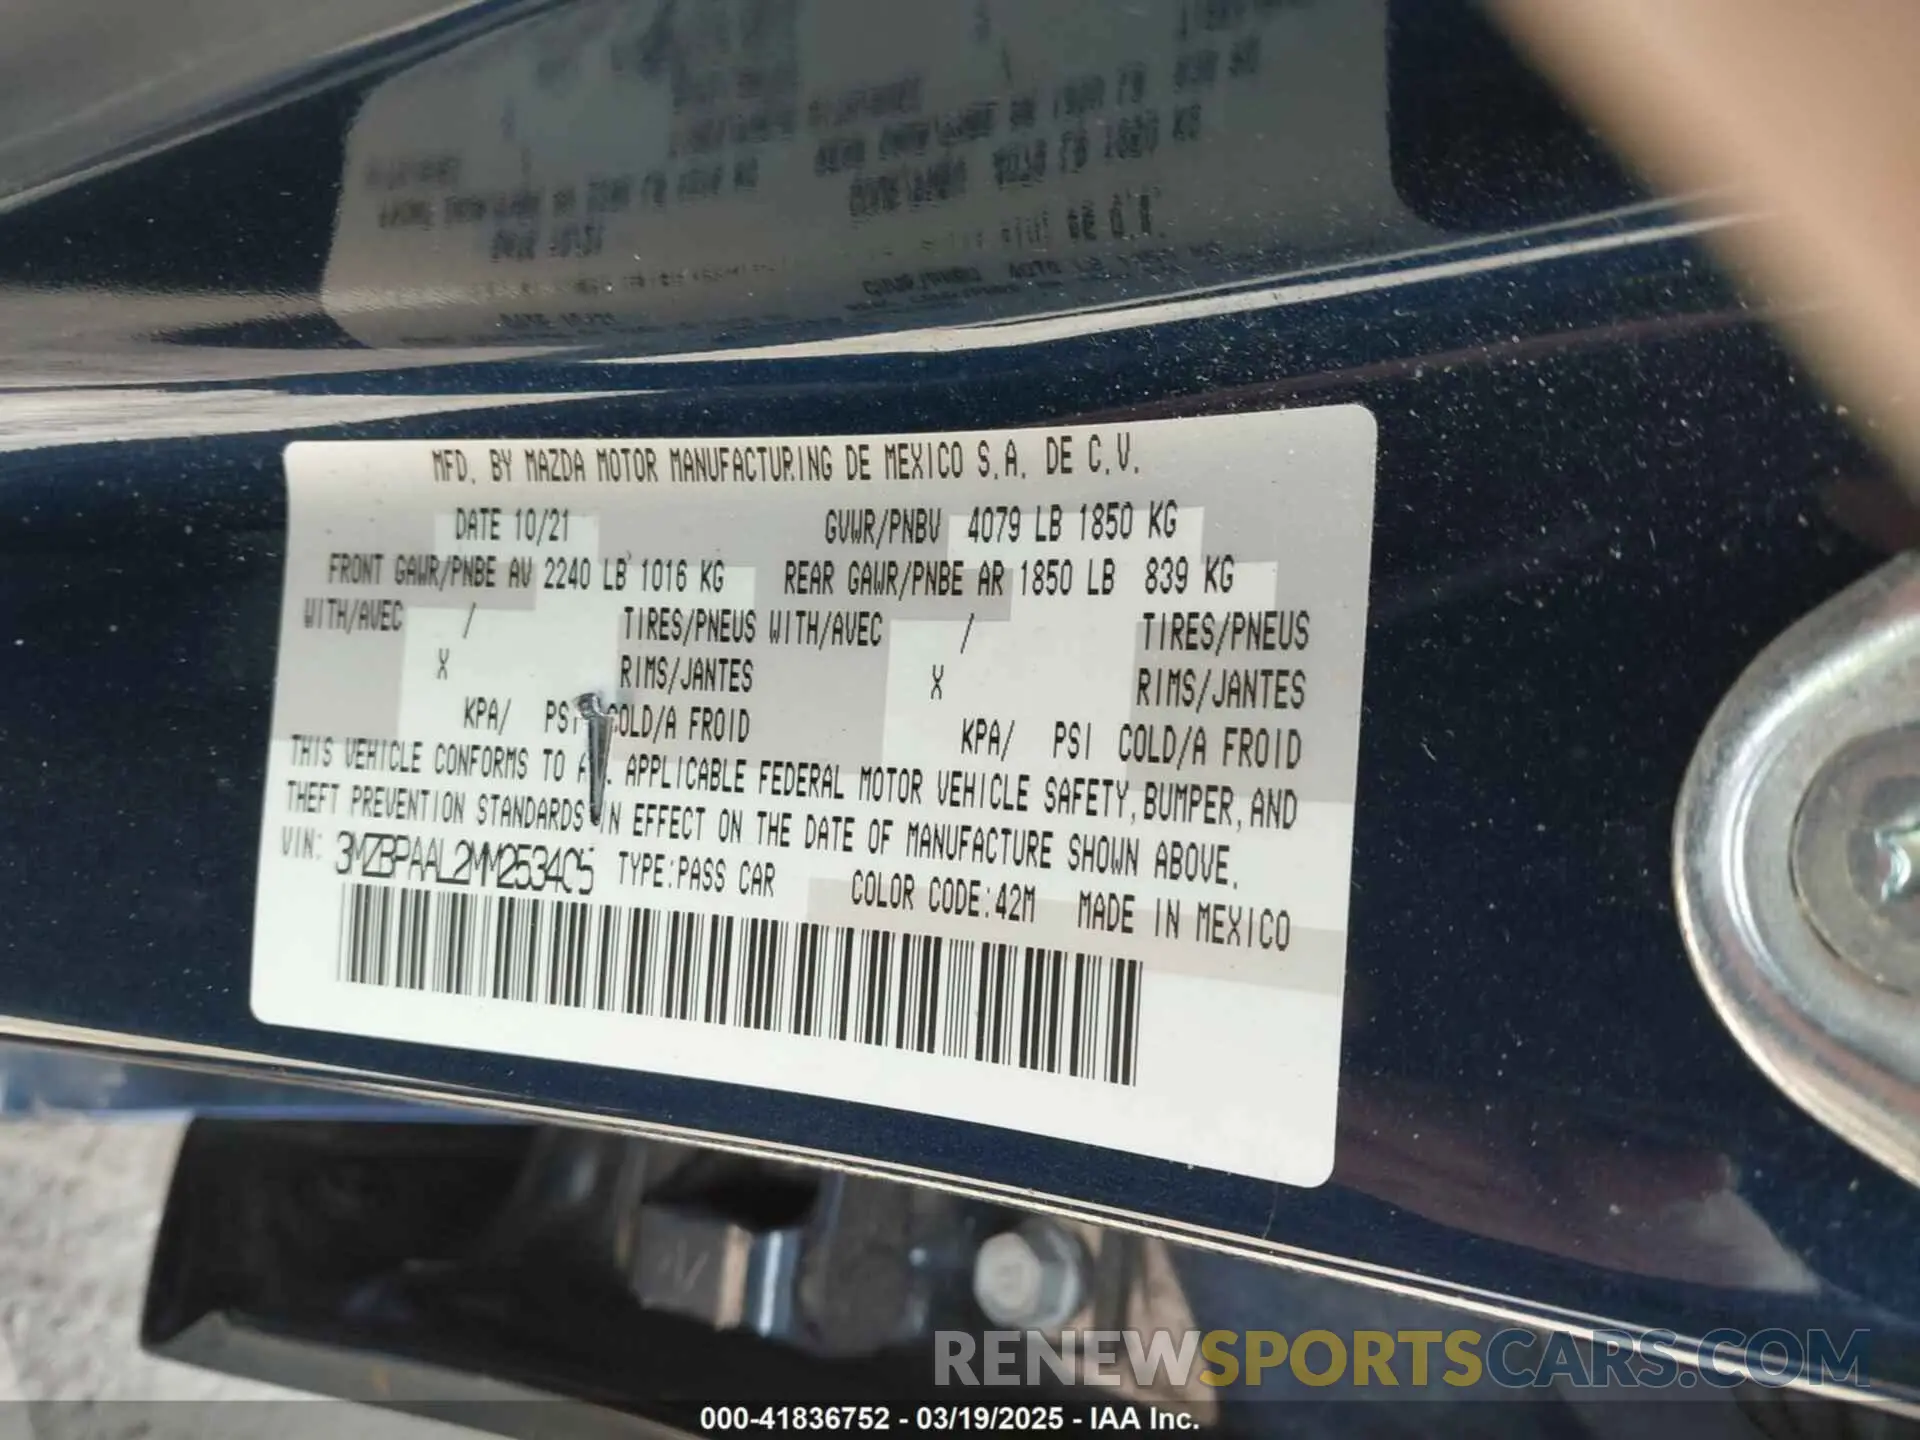 MFD. BY MAZDA MOTOR MANUFACTURING DE MEXICO S.A. DE C.V.
DATE 10/21 GVWR/PNBV 4079 LB 1850 KG
FRONT GAWR/PNBE AV 2240 LB 1016 KG REAR GAWR/PNBE AR 1850 LB 839 KG
WITH/AVEC / TIRES/PNEUS WITH/AVEC / TIRES/PNEUS
X RIMS/JANTES X RIMS/JANTES
KPA/ PSI COLD/A FROID KPA/ PSI COLD/A FROID
THIS VEHICLE CONFORMS TO ALL APPLICABLE FEDERAL MOTOR VEHICLE SAFETY, BUMPER, AND
THEFT PREVENTION STANDARDS IN EFFECT ON THE DATE OF MANUFACTURE SHOWN ABOVE.
VIN: 3MZBPAAL2MM253405 TYPE:PASS CAR COLOR CODE:42M MADE IN MEXICO
RENEWSPORTSCARS.COM
000-41836752 - 03/19/2025 - IAA Inc.